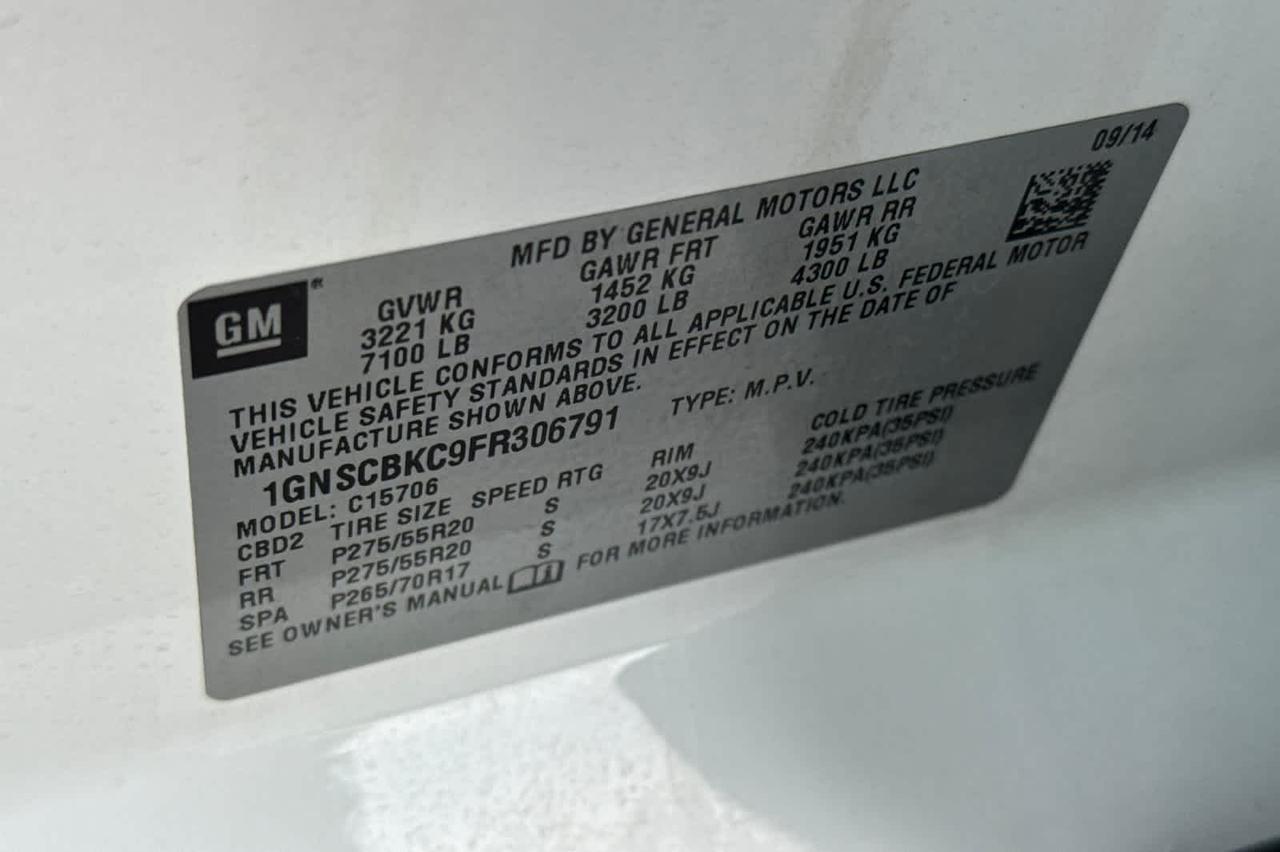 09/14
MFD BY GENERAL MOTORS LLC
GM®
GVWR GAWR FRT GAWR RR
3221 KG 1452 KG 1951 KG
7100 LB 3200 LB 4300 LB
THIS VEHICLE CONFORMS TO ALL APPLICABLE U.S. FEDERAL MOTOR
VEHICLE SAFETY STANDARDS IN EFFECT ON THE DATE OF
MANUFACTURE SHOWN ABOVE.
1GNSCBKC9FR306791 TYPE: M.P.V.
MODEL: C15706
CBD2 TIRE SIZE SPEED RTG RIM COLD TIRE PRESSURE
FRT P275/55R20 S 20X9J 240KPA(35PSI)
RR P275/55R20 S 20X9J 240KPA(35PSI)
SPA P265/70R17 S 17X7.5J 240KPA(35PSI)
SEE OWNER'S MANUAL FOR MORE INFORMATION.